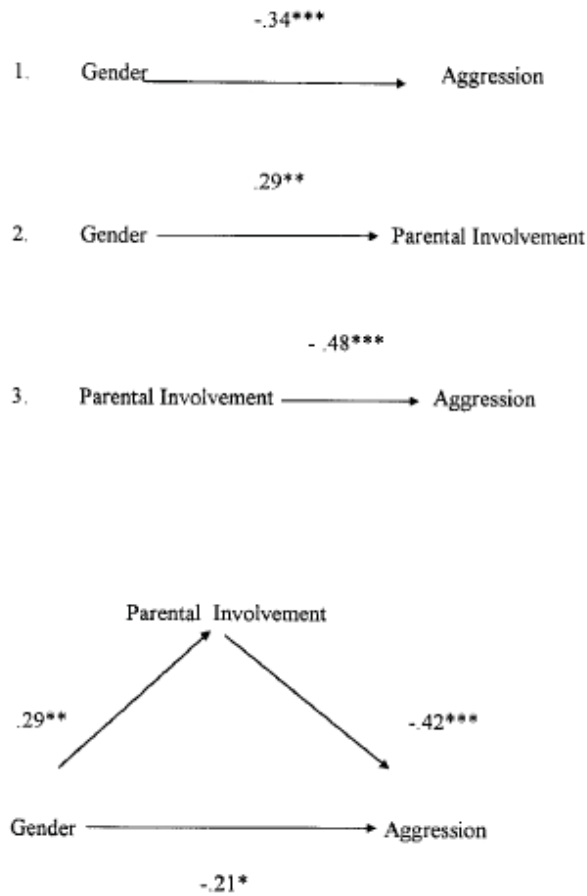 -.34***
1. Gender Aggression
.29**
2. Gender Parental Involvement
- .48***
3. Parental Involvement Aggression
Parental Involvement
.29** -.42***
Gender Aggression
-.21*